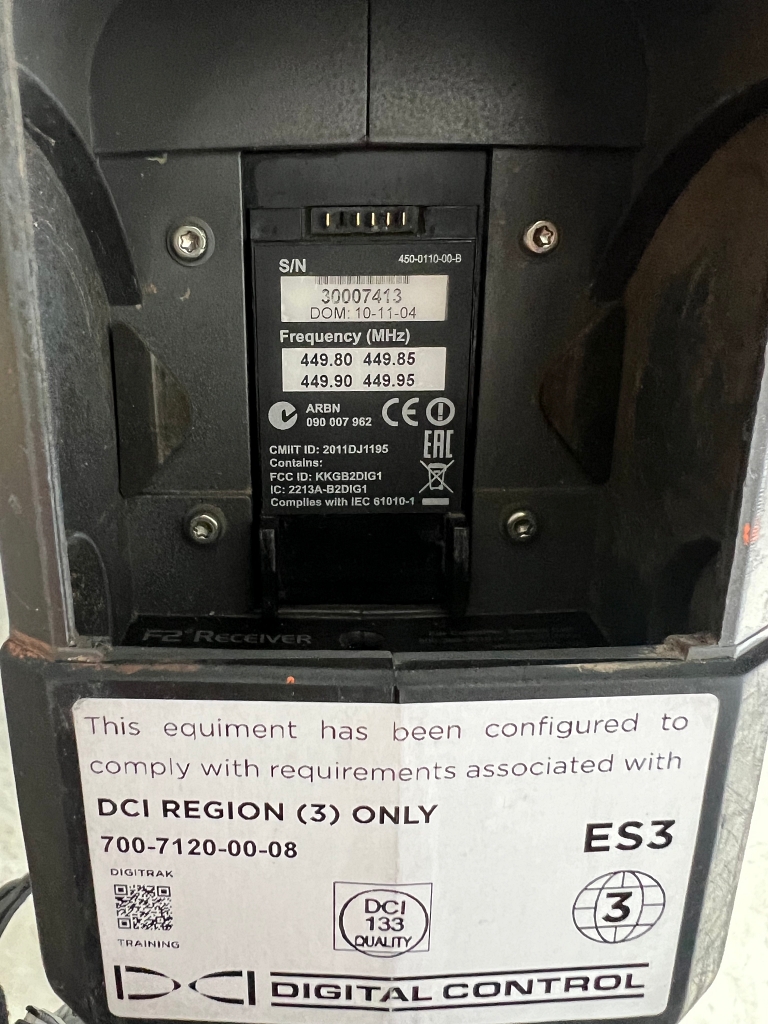 450-0110-00-B
S/N
30007413
DOM: 10-11-04
Frequency (MHz)
449.80 449.85
449.90 449.95
ARBN
090 007 962
CE
EAC
CMIIT ID: 2011DJ1195
Contains:
FCC ID: KKGB2DIG1
IC: 2213A-B2DIG1
Complies with IEC 61010-1
F2 RECEIVER
This equiment has been configured to
comply with requirements associated with
DCI REGION (3) ONLY
700-7120-00-08
ES3
DIGITRAK
TRAINING
DCI
133
QUALITY
3
DCI DIGITAL CONTROL